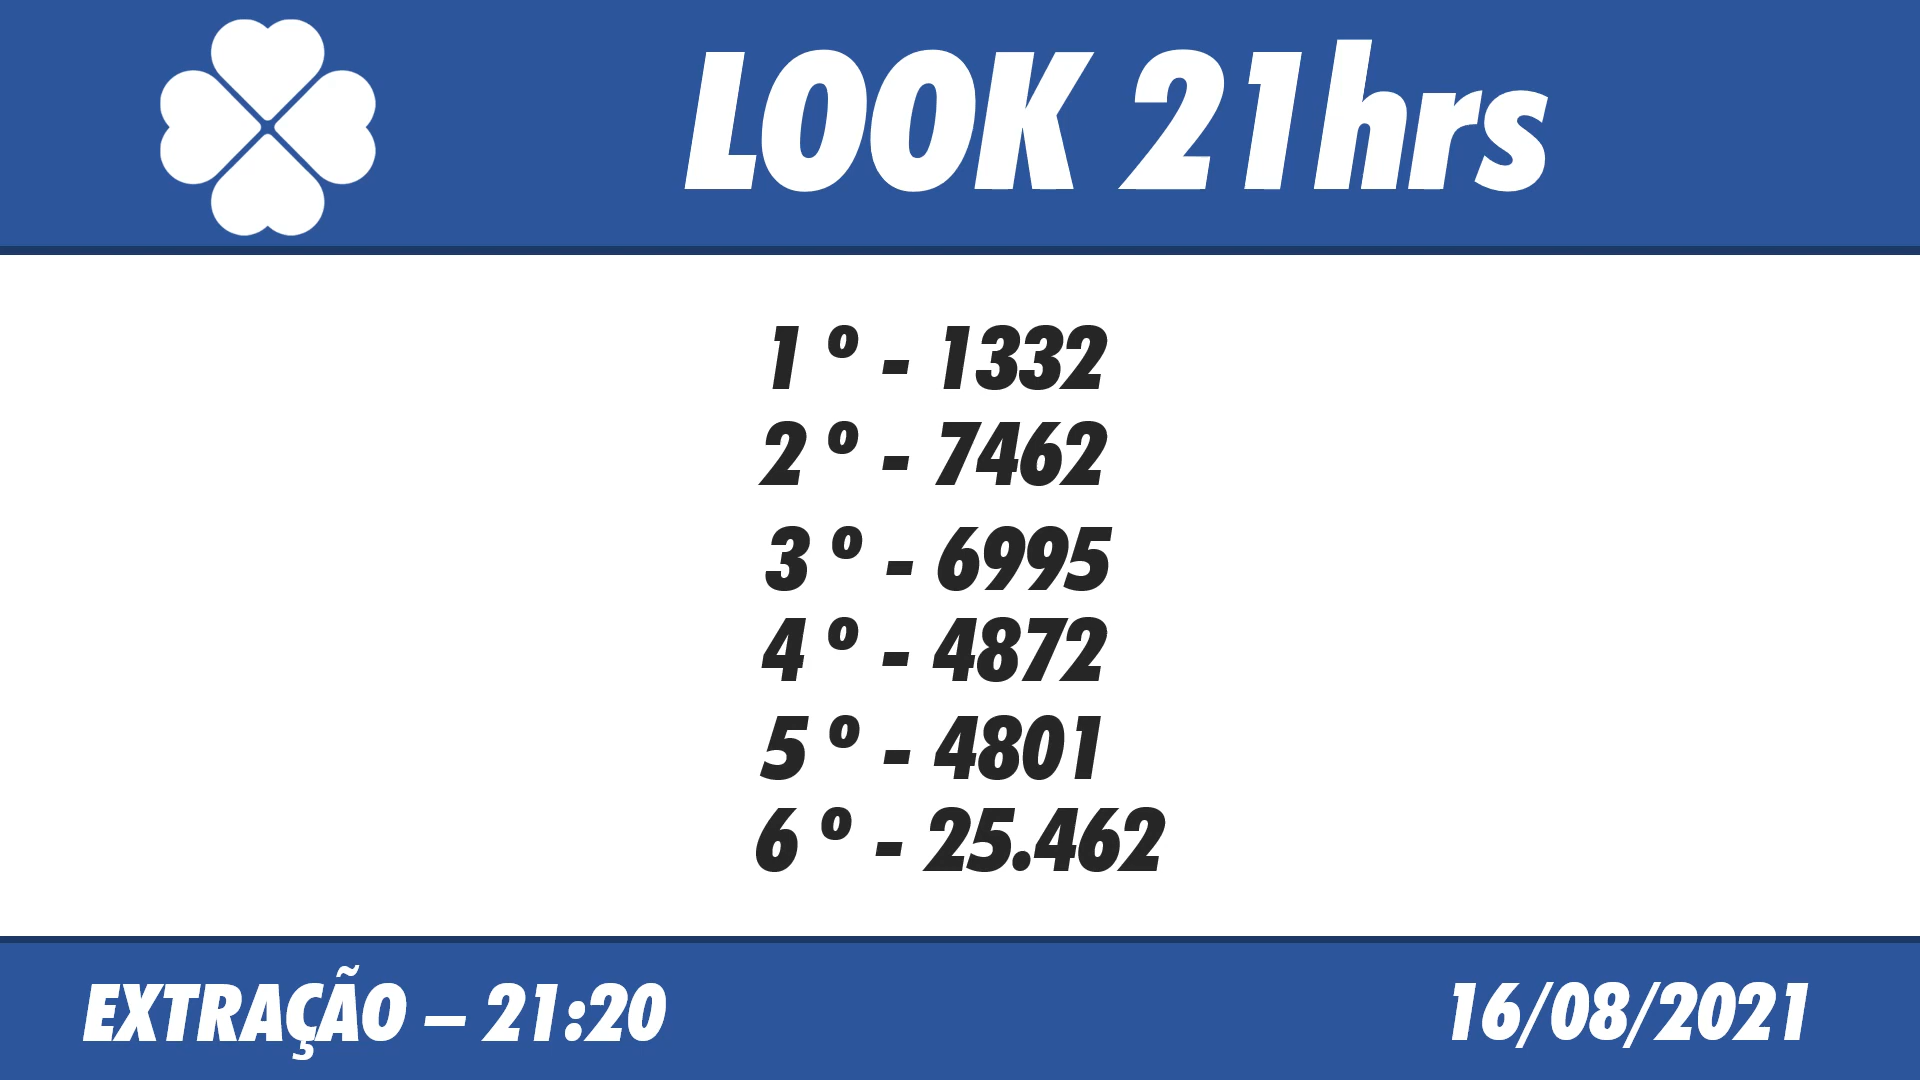 LOOK 21hrs
1 º - 1332
2 º - 7462
3 º - 6995
4 º - 4872
5 º - 4801
6 º - 25.462
EXTRAÇÃO – 21:20
16/08/2021